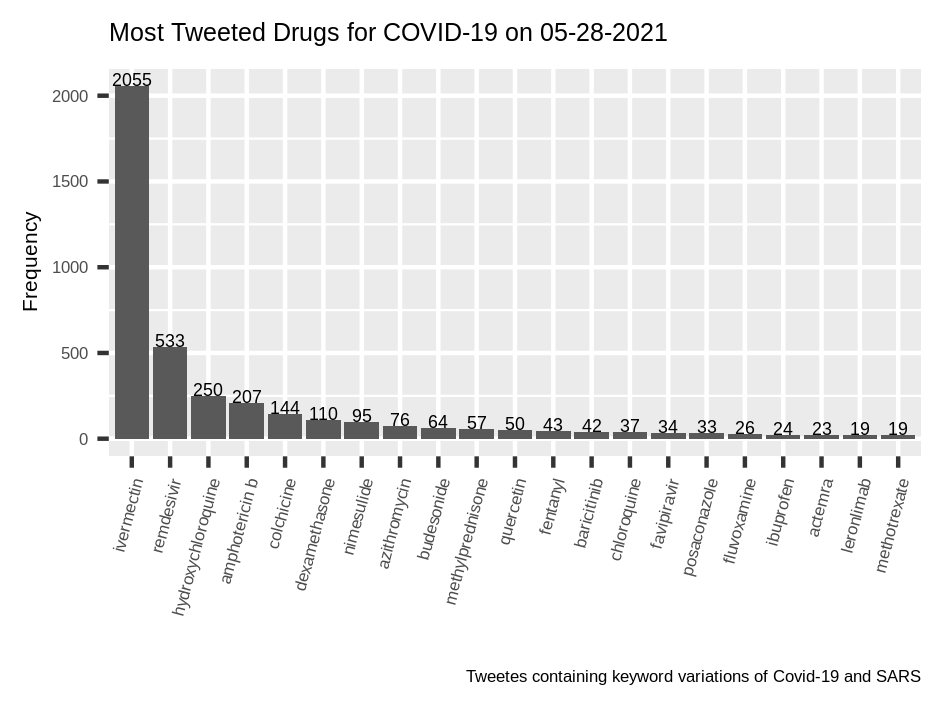 Most Tweeted Drugs for COVID-19 on 05-28-2021
Frequency
2000
1500
1000
500
0
2055
533
250
207
144
110
95
76
64
57
50
43
42
37
34
33
26
24
23
19
19
ivermectin
remdesivir
hydroxychloroquine
amphotericin b
colchicine
dexamethasone
nimesulide
azithromycin
budesonide
methylprednisone
quercetin
fentanyl
baricitinib
chloroquine
favipiravir
posaconazole
fluvoxamine
ibuprofen
actemra
leronlimab
methotrexate
Tweetes containing keyword variations of Covid-19 and SARS